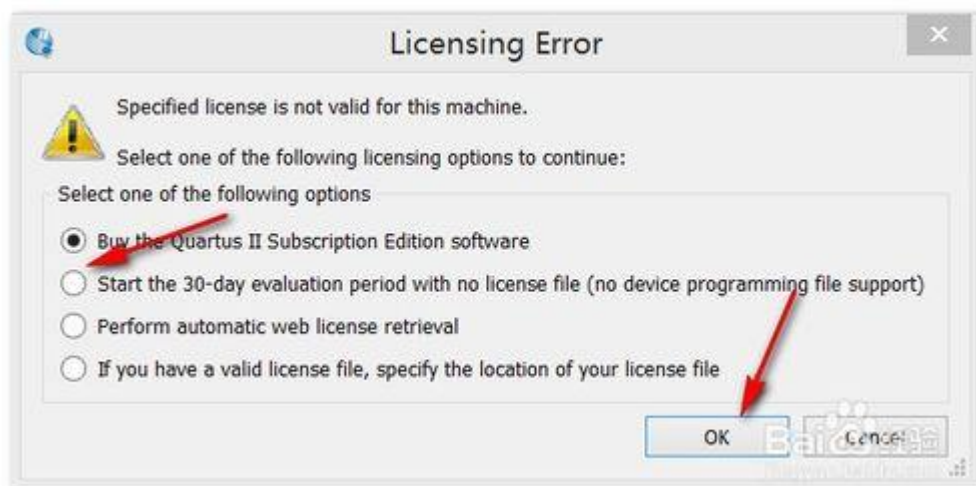 Licensing Error
Specified license is not valid for this machine.
Select one of the following licensing options to continue:
Select one of the following options
Buy the Quartus II Subscription Edition software
Start the 30-day evaluation period with no license file (no device programming file support)
Perform automatic web license retrieval
If you have a valid license file, specify the location of your license file
OK
Cancel